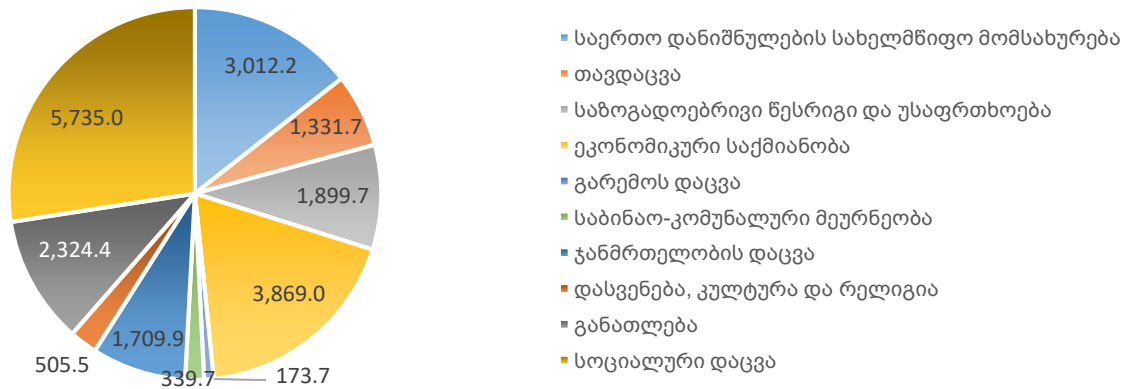 3,012.2
1,331.7
1,899.7
3,869.0
173.7
339.7
1,709.9
505.5
2,324.4
5,735.0
საერთო დანიშნულების სახელმწიფო მომსახურება
თავდაცვა
საზოგადოებრივი წესრიგი და უსაფრთხოება
ეკონომიკური საქმიანობა
გარემოს დაცვა
საბინაო-კომუნალური მეურნეობა
ჯანმრთელობის დაცვა
დასვენება, კულტურა და რელიგია
განათლება
სოციალური დაცვა